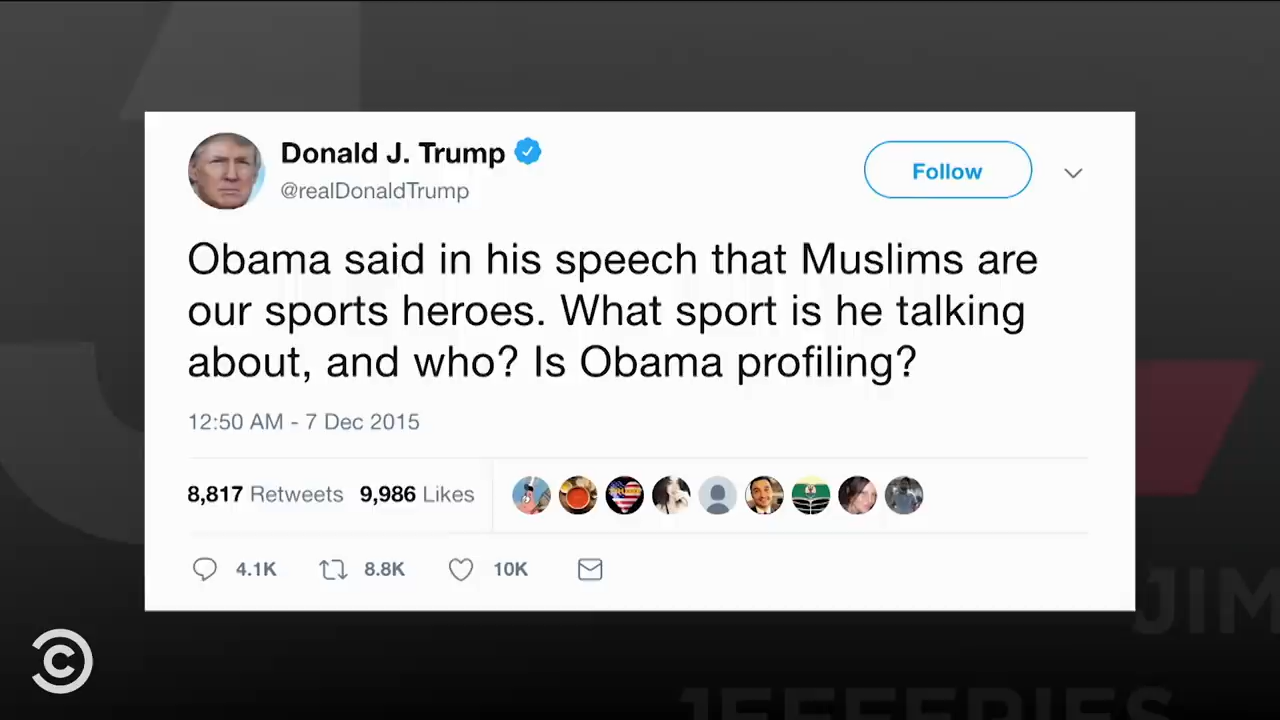 Donald J. Trump
@realDonaldTrump
Follow
Obama said in his speech that Muslims are
our sports heroes. What sport is he talking
about, and who? Is Obama profiling?
12:50 AM - 7 Dec 2015
8,817 Retweets 9,986 Likes
4.1K 8.8K 10K
JIM
JEFFERIES